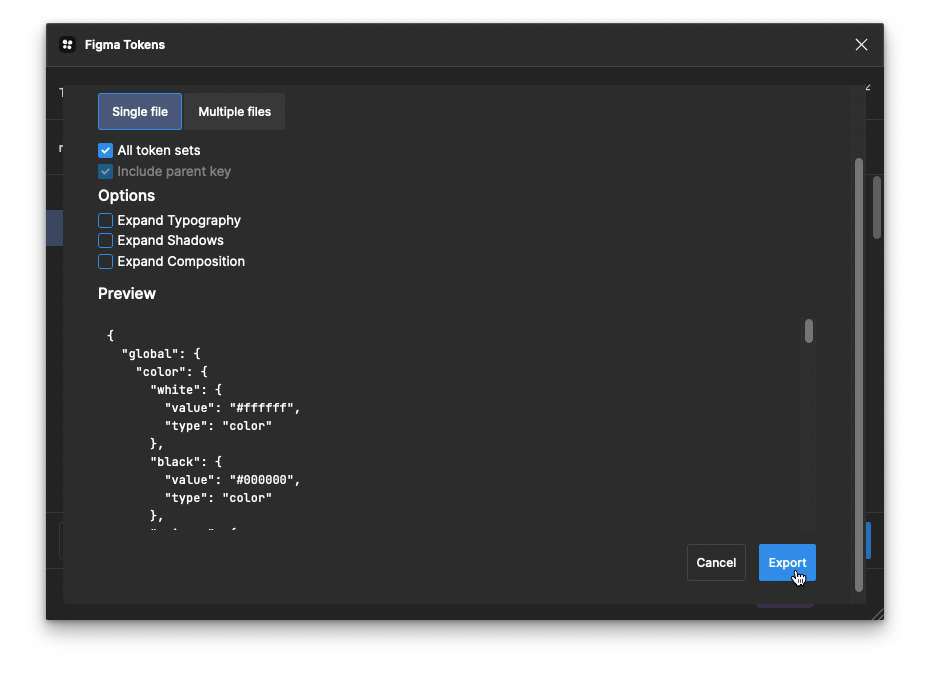 Figma Tokens
Single file
Multiple files
All token sets
Include parent key
Options
Expand Typography
Expand Shadows
Expand Composition
Preview
{
  "global": {
    "color": {
      "white": {
        "value": "#ffffff",
        "type": "color"
      },
      "black": {
        "value": "#000000",
        "type": "color"
      },
Cancel
Export